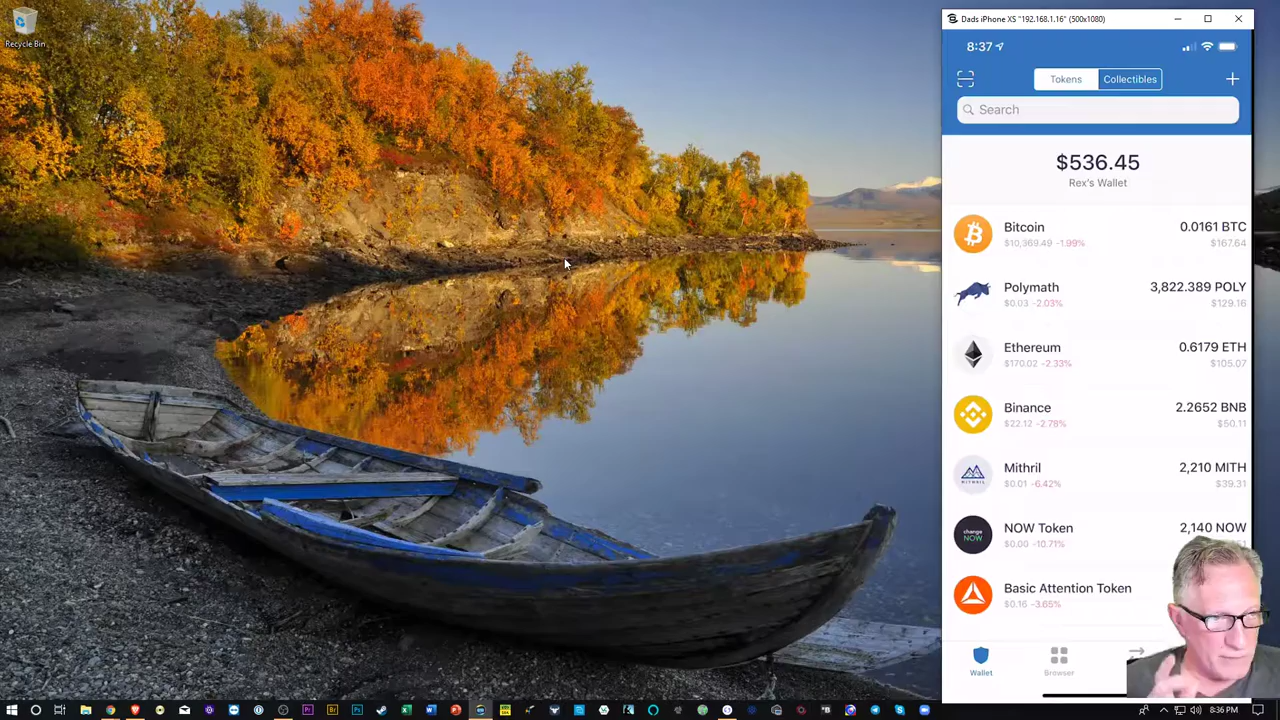 Recycle Bin
Dads iPhone XS "192.168.1.16" (500x1080)
8:37
Tokens Collectibles
Search
$536.45
Rex's Wallet
Bitcoin 0.0161 BTC
$10,369.49 -1.99% $167.64
Polymath 3,822.389 POLY
$0.03 -2.03% $129.16
Ethereum 0.6179 ETH
$170.02 -2.33% $105.07
Binance 2.2652 BNB
$22.12 -2.78% $50.11
Mithril 2,210 MITH
MITHRIL
$0.01 -6.42% $39.31
NOW Token 2,140 NOW
change
NOW
$0.00 -10.71%
Basic Attention Token
$0.16 -3.65%
Wallet Browser
8:36 PM